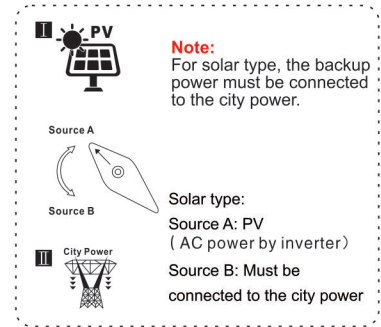 I
PV
Note:
For solar type, the backup
power must be connected
to the city power.
Source A
Source B
Solar type:
Source A: PV
( AC power by inverter)
II
City Power
Source B: Must be
connected to the city power